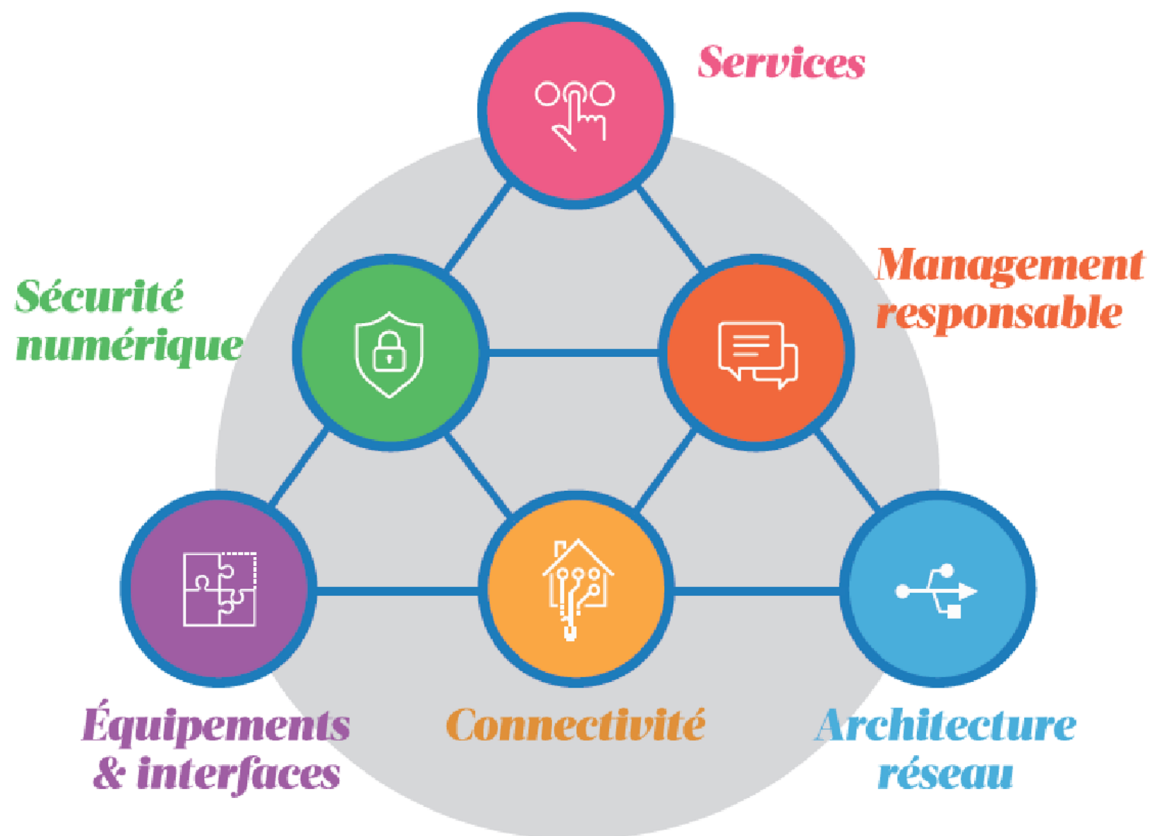 Services
Management
responsable
Sécurité
numérique
Équipements
& interfaces
Connectivité
Architecture
réseau